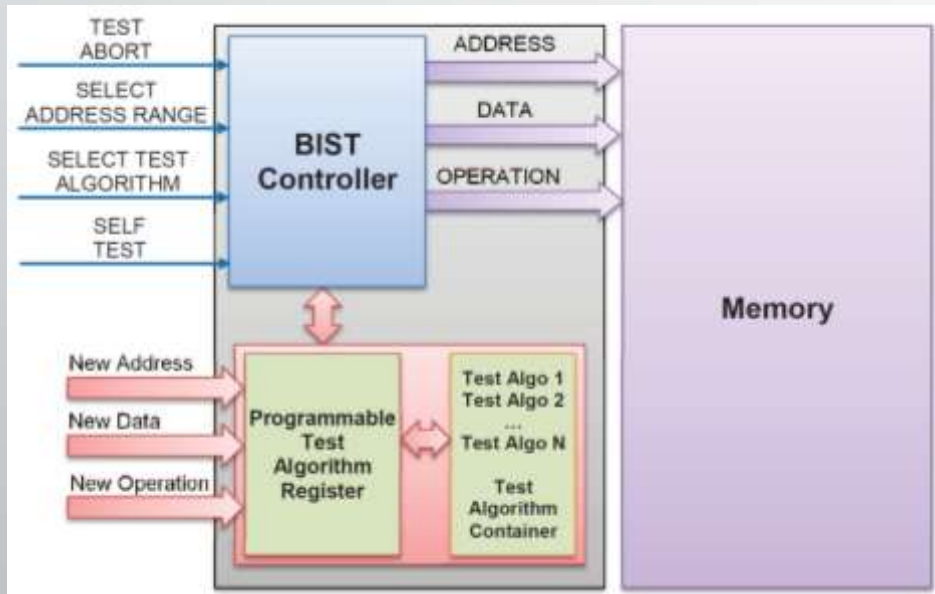 TEST
ABORT
SELECT
ADDRESS RANGE
SELECT TEST
ALGORITHM
SELF
TEST
BIST
Controller
ADDRESS
DATA
OPERATION
Memory
New Address
New Data
New Operation
Programmable
Test
Algorithm
Register
Test Algo 1
Test Algo 2
...
Test Algo N
Test
Algorithm
Container